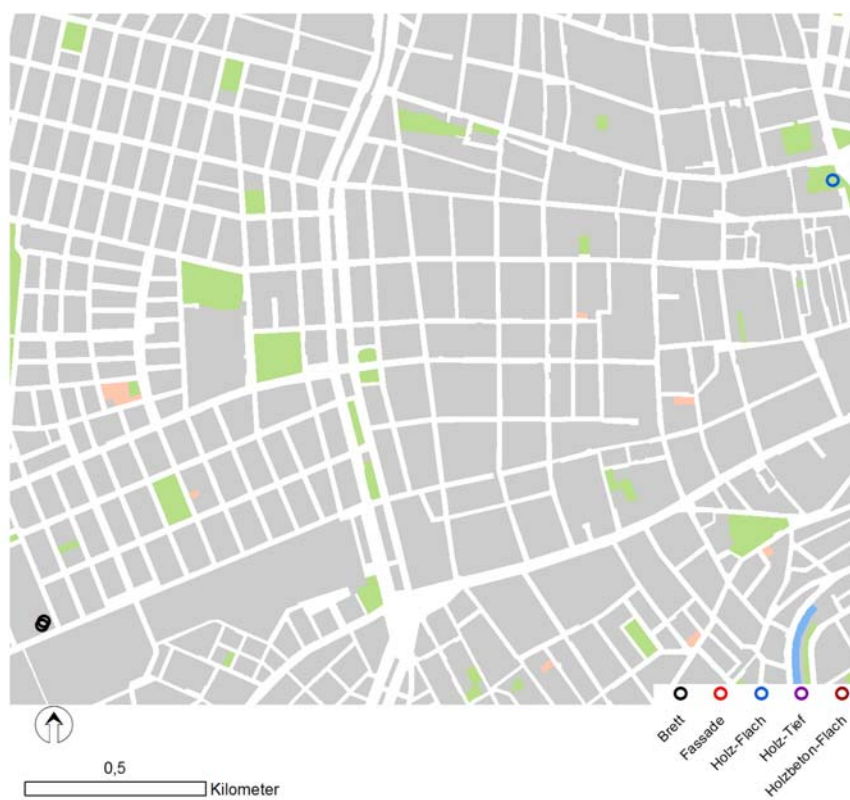 Brett
Fassade
Holz-Flach
Holz-Tief
Holzbeton-Flach
0,5
Kilometer